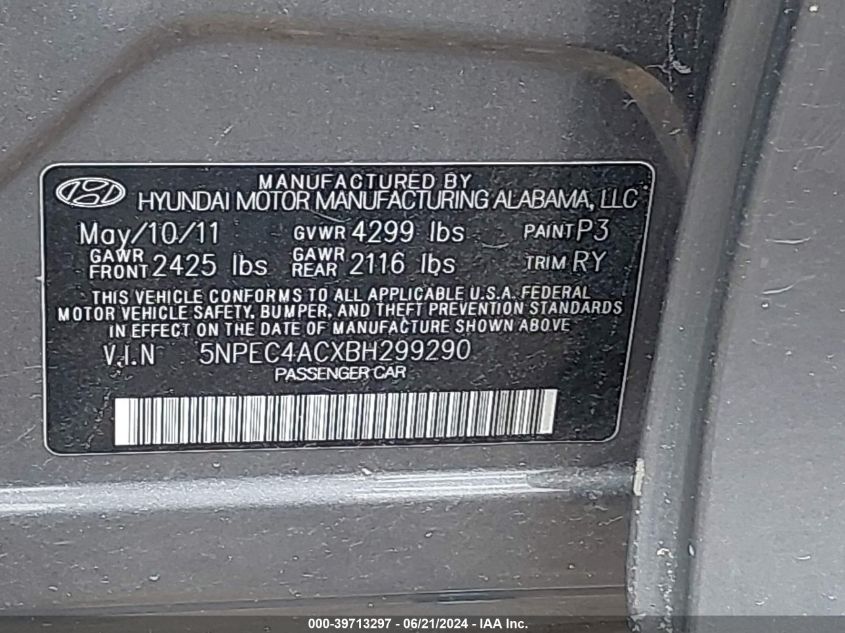 MANUFACTURED BY
HYUNDAI MOTOR MANUFACTURING ALABAMA, LLC
May/10/11 GVWR 4299 lbs PAINT P3
GAWR FRONT 2425 lbs GAWR REAR 2116 lbs TRIM RY
THIS VEHICLE CONFORMS TO ALL APPLICABLE U.S.A. FEDERAL
MOTOR VEHICLE SAFETY, BUMPER, AND THEFT PREVENTION STANDARDS
IN EFFECT ON THE DATE OF MANUFACTURE SHOWN ABOVE
V.I.N 5NPEC4ACXBH299290
PASSENGER CAR
000-39713297 - 06/21/2024 - IAA Inc.